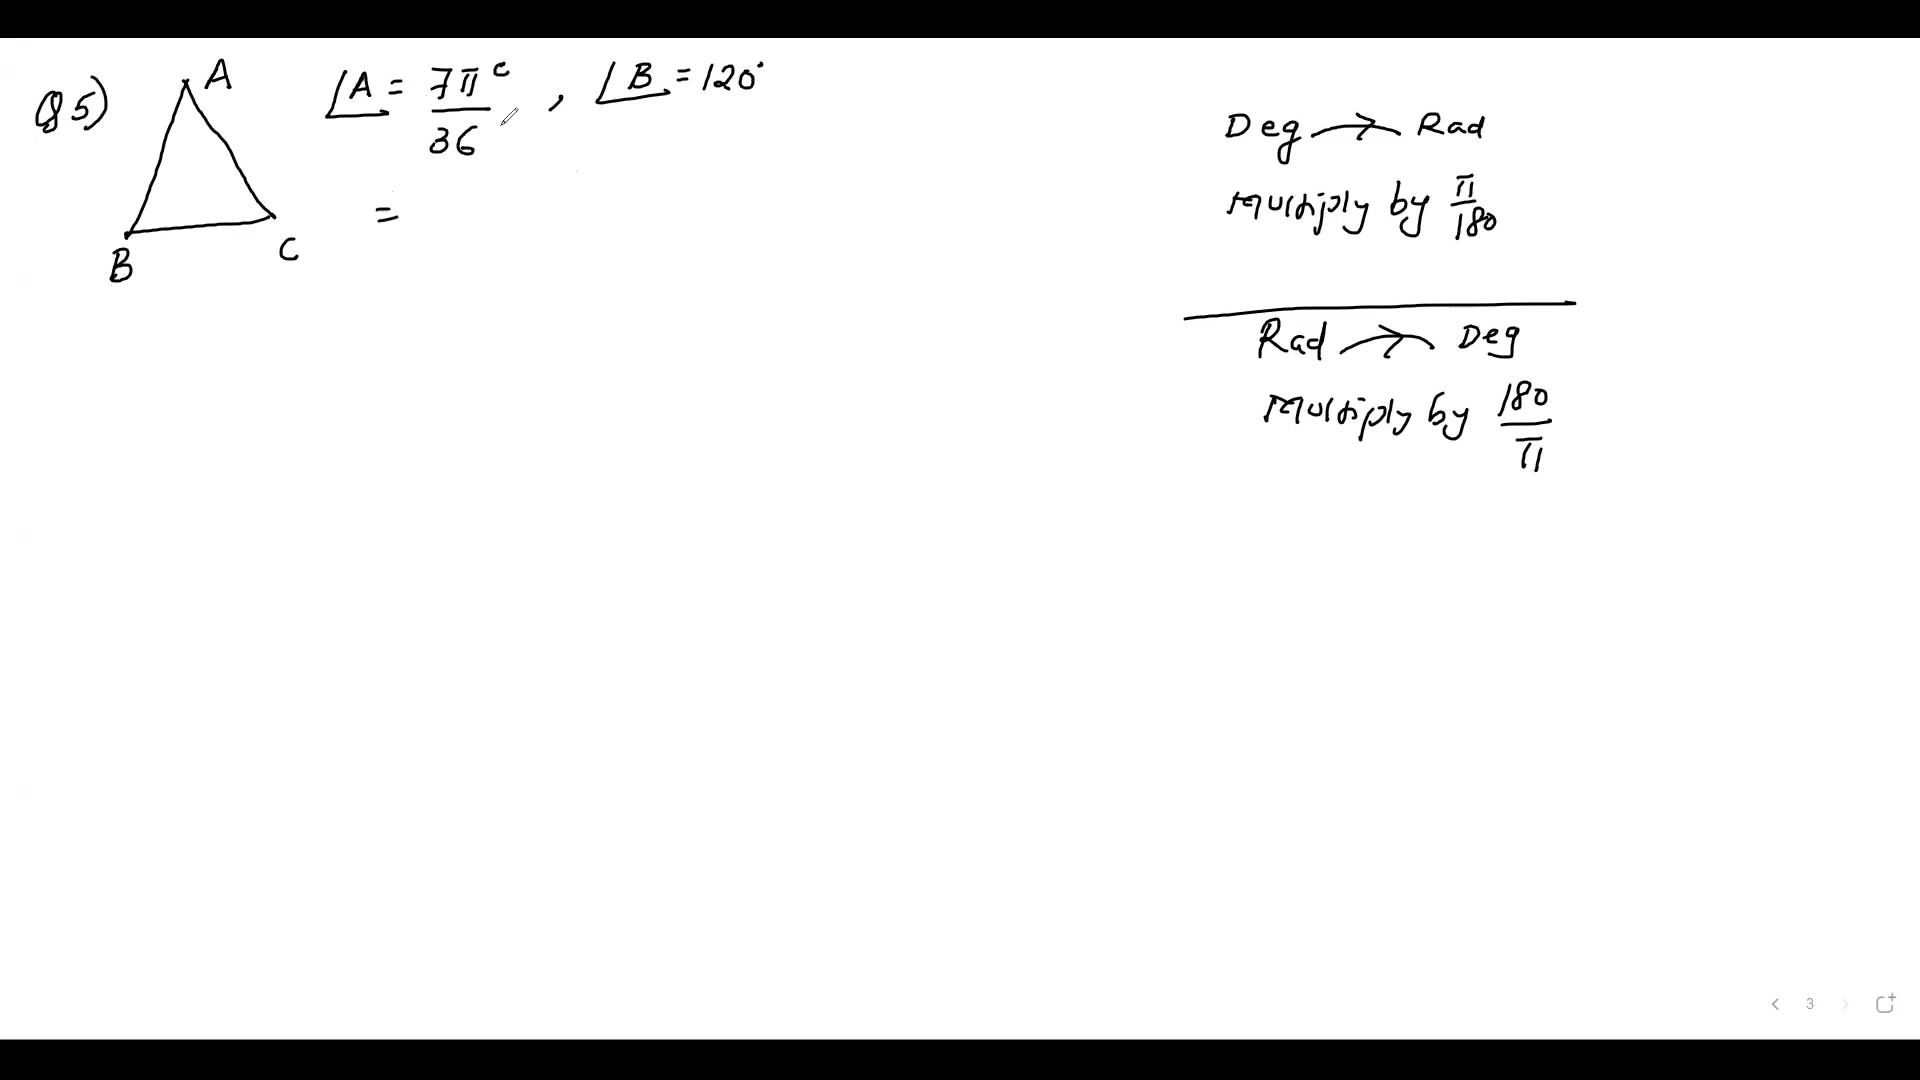 Q5) A ∠A = 7π^c/36 , ∠B = 120°
=
B C
Deg → Rad
Multiply by π/180
Rad → Deg
Multiply by 180/π
3